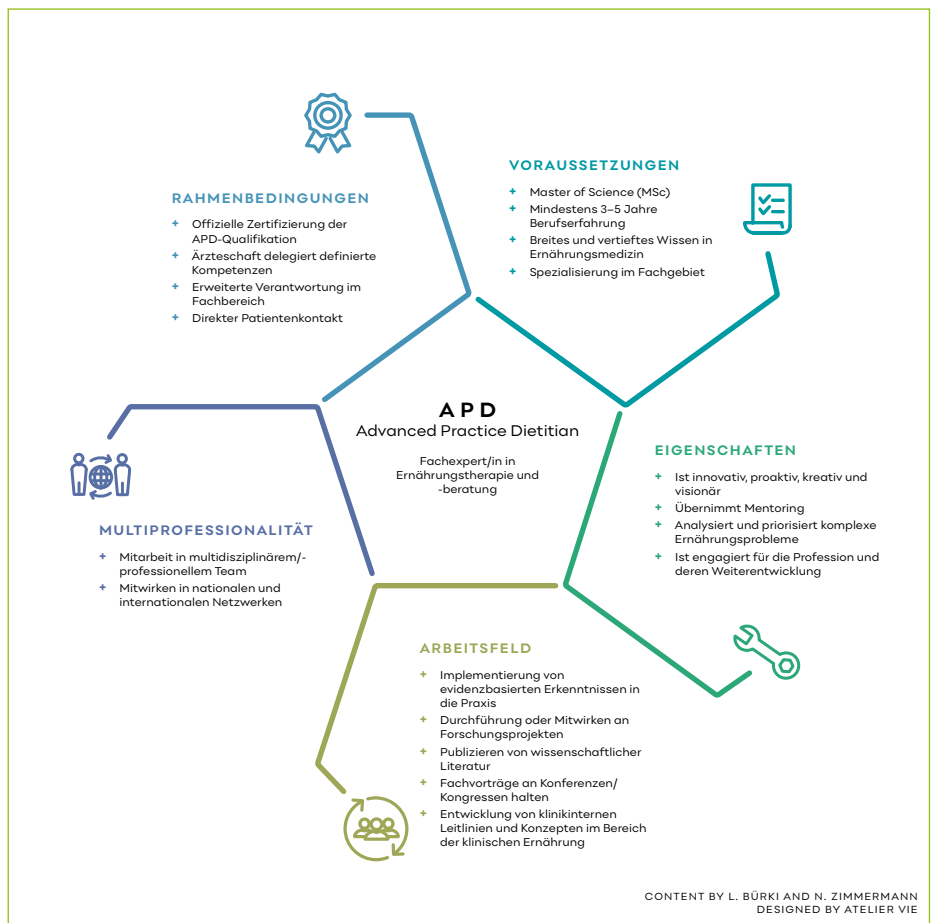 RAHMENBEDINGUNGEN
+ Offizielle Zertifizierung der
APD-Qualifikation
+ Ärzteschaft delegiert definierte
Kompetenzen
+ Erweiterte Verantwortung im
Fachbereich
+ Direkter Patientenkontakt
VORAUSSETZUNGEN
+ Master of Science (MSc)
+ Mindestens 3–5 Jahre
Berufserfahrung
+ Breites und vertieftes Wissen in
Ernährungsmedizin
+ Spezialisierung im Fachgebiet
APD
Advanced Practice Dietitian
Fachexpert/in in
Ernährungstherapie und
-beratung
EIGENSCHAFTEN
+ Ist innovativ, proaktiv, kreativ und
visionär
+ Übernimmt Mentoring
+ Analysiert und priorisiert komplexe
Ernährungsprobleme
+ Ist engagiert für die Profession und
deren Weiterentwicklung
MULTIPROFESSIONALITÄT
+ Mitarbeit in multidisziplinärem/-
professionellem Team
+ Mitwirken in nationalen und
internationalen Netzwerken
ARBEITSFELD
+ Implementierung von
evidenzbasierten Erkenntnissen in
die Praxis
+ Durchführung oder Mitwirken an
Forschungsprojekten
+ Publizieren von wissenschaftlicher
Literatur
+ Fachvorträge an Konferenzen/
Kongressen halten
+ Entwicklung von klinikinternen
Leitlinien und Konzepten im Bereich
der klinischen Ernährung
CONTENT BY L. BÜRKI AND N. ZIMMERMANN
DESIGNED BY ATELIER VIE